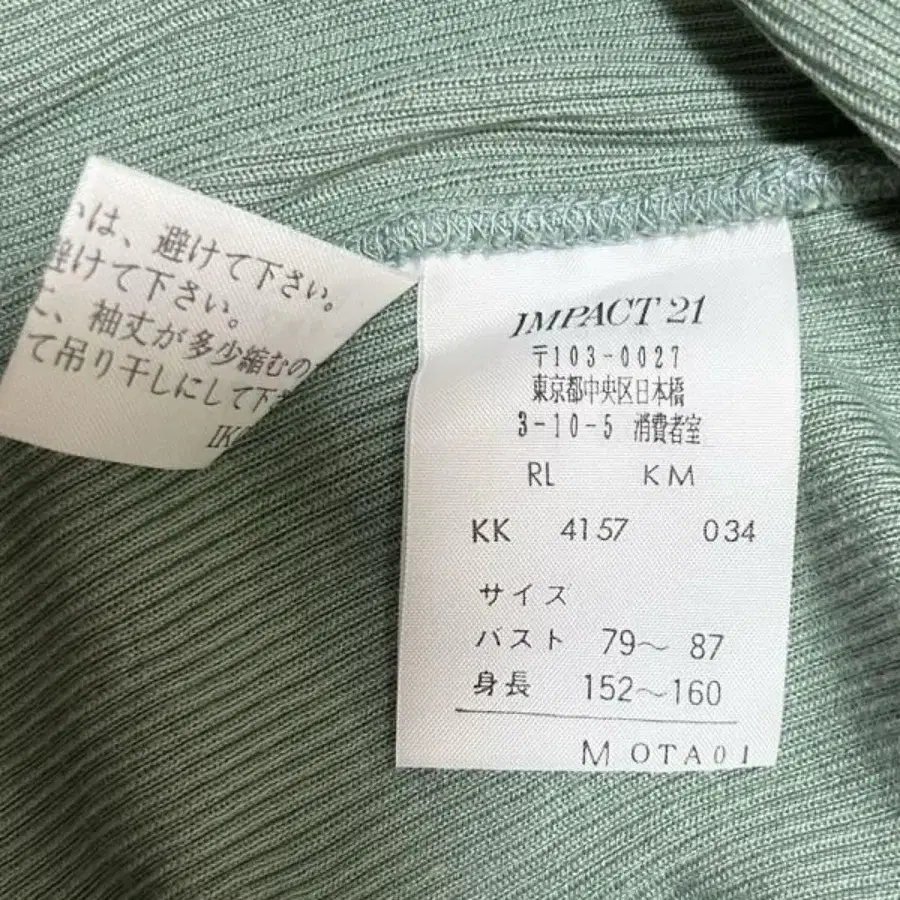 は、避けて下さい。
避けて下さい。
袖丈が多少縮むの
て吊り干しにして下
IMPACT 21
〒103-0027
東京都中央区日本橋
3-10-5 消費者室
RL KM
KK 4157 034
サイズ
バスト 79〜 87
身長 152〜160
M OTA01